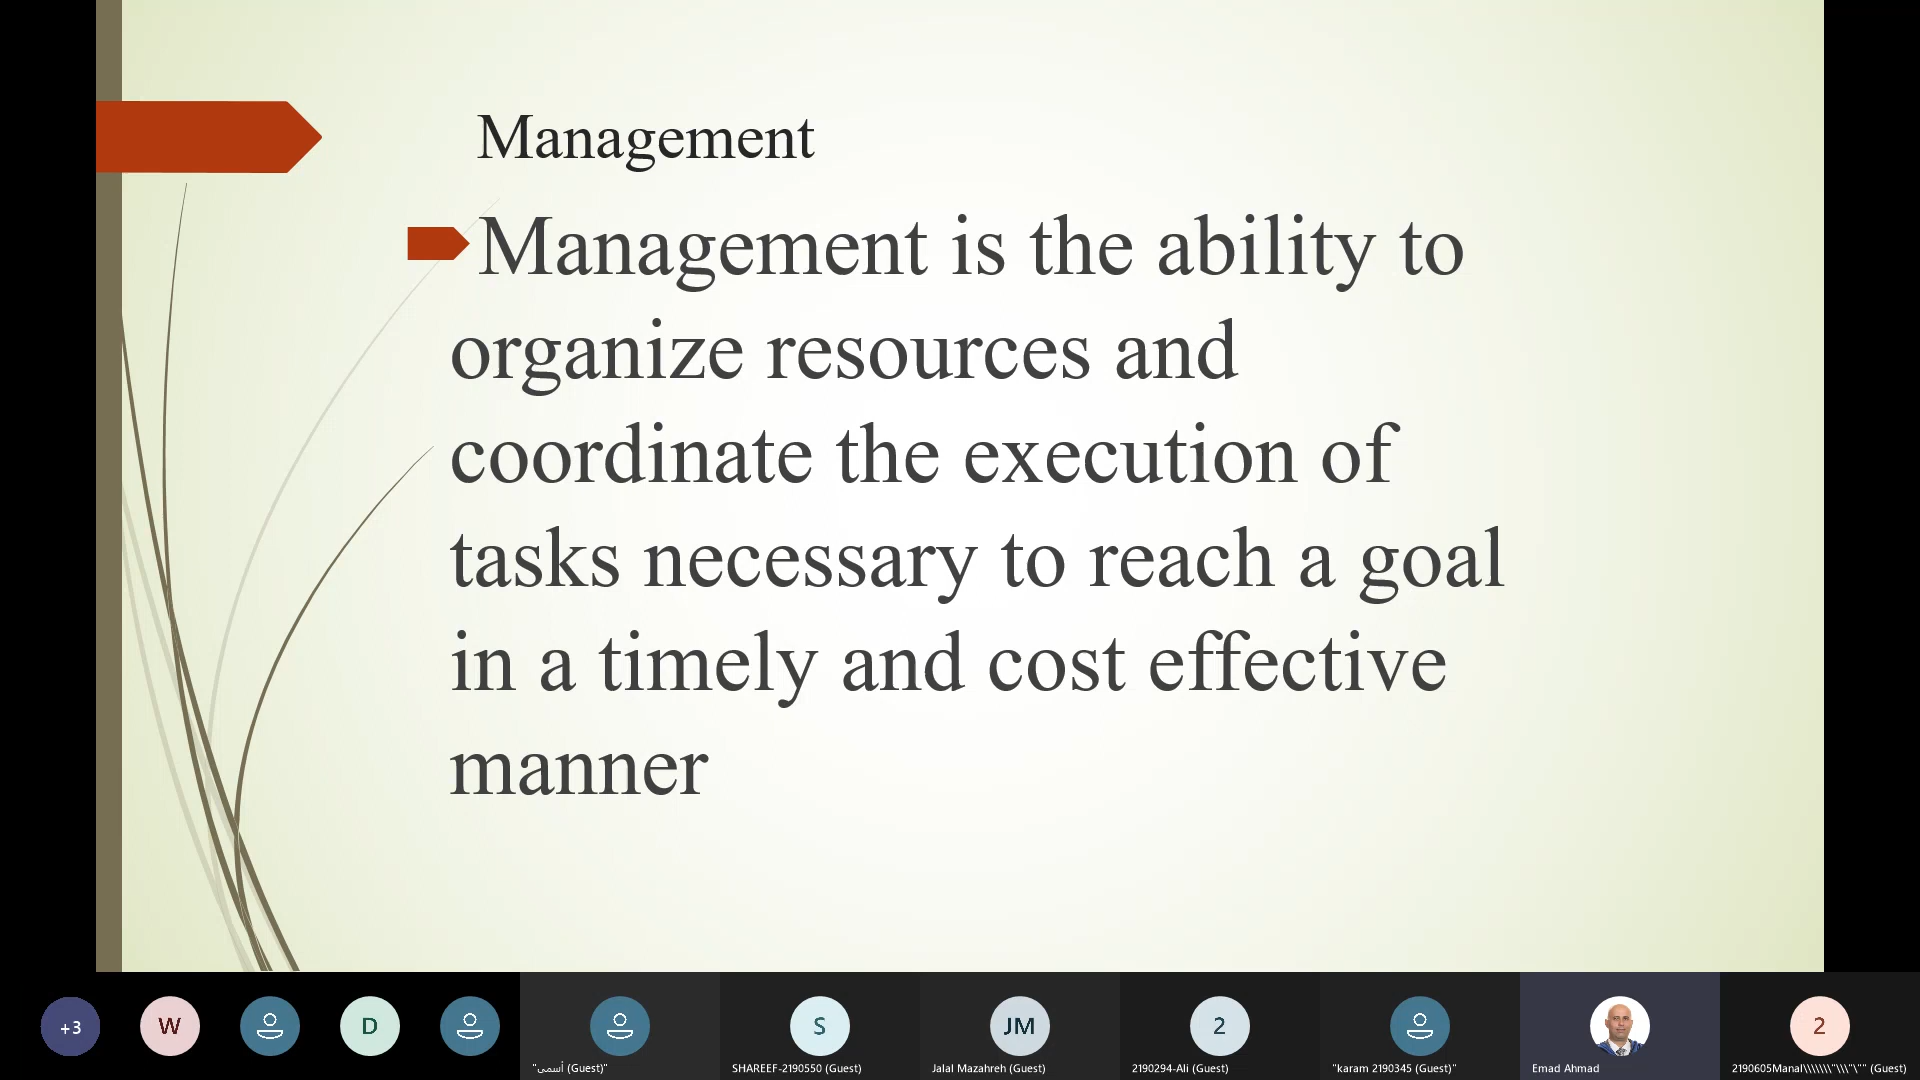 Management
Management is the ability to
organize resources and
coordinate the execution of
tasks necessary to reach a goal
in a timely and cost effective
manner
+3
W
D
S
JM
2
2
"أسمى (Guest)"
SHAREEF-2190550 (Guest)
Jalal Mazahreh (Guest)
2190294-Ali (Guest)
"karam 2190345 (Guest)"
Emad Ahmad
2190605Manal\\\\\\\"\\\"\"" (Guest)